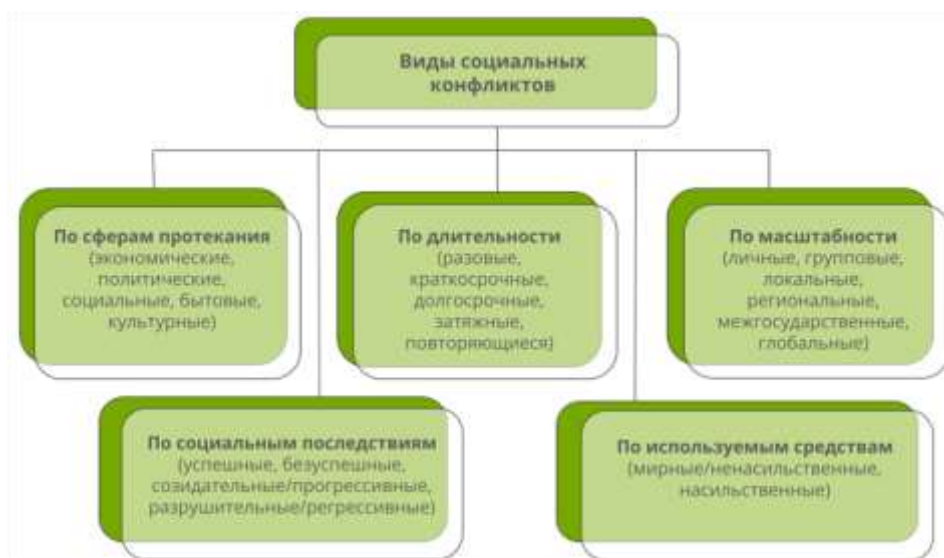 Виды социальных
конфликтов
По сферам протекания
(экономические,
политические,
социальные, бытовые,
культурные)
По длительности
(разовые,
краткосрочные,
долгосрочные,
затяжные,
повторяющиеся)
По масштабности
(личные, групповые,
локальные,
региональные,
межгосударственные,
глобальные)
По социальным последствиям
(успешные, безуспешные,
созидательные/прогрессивные,
разрушительные/регрессивные)
По используемым средствам
(мирные/ненасильственные,
насильственные)